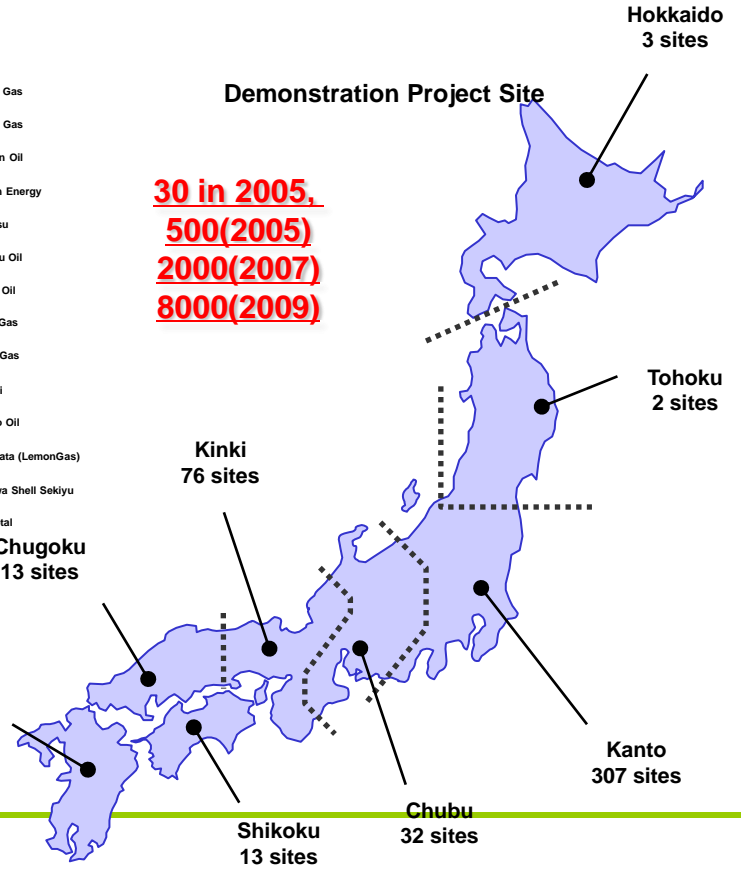 Hokkaido
3 sites
Demonstration Project Site
Gas
Gas
Oil
Energy
30 in 2005,
500(2005)
2000(2007)
8000(2009)
Oil
Oil
Gas
Gas
Oil
(LemonGas)
Shell Sekiyu
Tohoku
2 sites
Kinki
76 sites
Chugoku
13 sites
Kanto
307 sites
Chubu
32 sites
Shikoku
13 sites